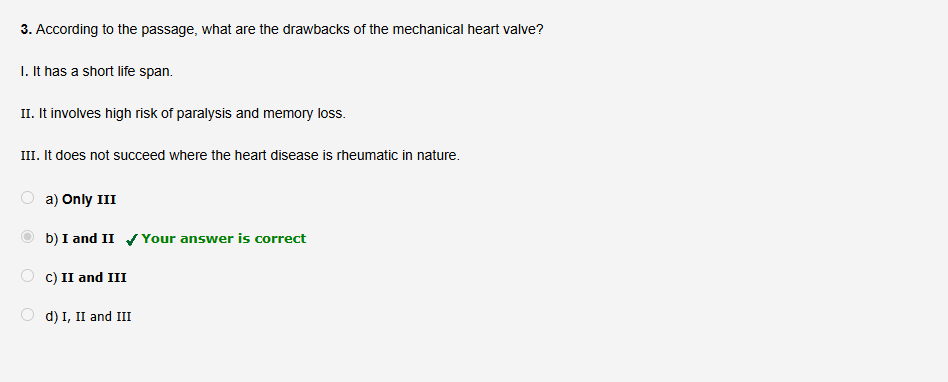 3. According to the passage, what are the drawbacks of the mechanical heart valve?
I. It has a short life span.
II. It involves high risk of paralysis and memory loss.
III. It does not succeed where the heart disease is rheumatic in nature.
a) Only III
b) I and II ✓ Your answer is correct
c) II and III
d) I, II and III